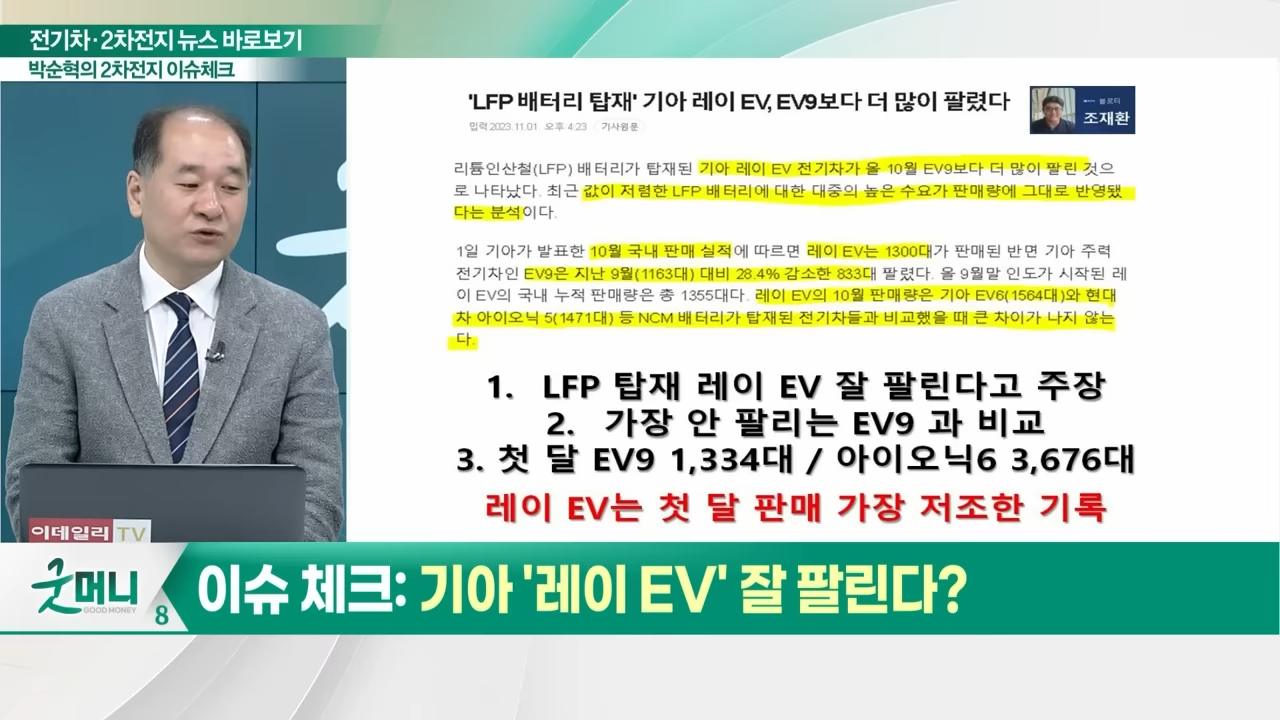 전기차·2차전지 뉴스 바로보기
박순혁의 2차전지 이슈체크
'LFP 배터리 탑재' 기아 레이 EV, EV9보다 더 많이 팔렸다
입력 2023.11.01 오후 4:23 기사원문
블로터
조재환
리튬인산철(LFP) 배터리가 탑재된 기아 레이 EV 전기차가 올 10월 EV9보다 더 많이 팔린 것으
로 나타났다. 최근 값이 저렴한 LFP 배터리에 대한 대중의 높은 수요가 판매량에 그대로 반영됐
다는 분석이다.
1일 기아가 발표한 10월 국내 판매 실적에 따르면 레이 EV는 1300대가 판매된 반면 기아 주력
전기차인 EV9은 지난 9월(1163대) 대비 28.4% 감소한 833대 팔렸다. 올 9월말 인도가 시작된 레
이 EV의 국내 누적 판매량은 총 1355대다. 레이 EV의 10월 판매량은 기아 EV6(1564대)와 현대
차 아이오닉 5(1471대) 등 NCM 배터리가 탑재된 전기차들과 비교했을 때 큰 차이가 나지 않는
다.
1. LFP 탑재 레이 EV 잘 팔린다고 주장
2. 가장 안 팔리는 EV9 과 비교
3. 첫 달 EV9 1,334대 / 아이오닉6 3,676대
레이 EV는 첫 달 판매 가장 저조한 기록
이데일리 TV
굿머니
GOOD MONEY
8
이슈 체크: 기아 '레이 EV' 잘 팔린다?